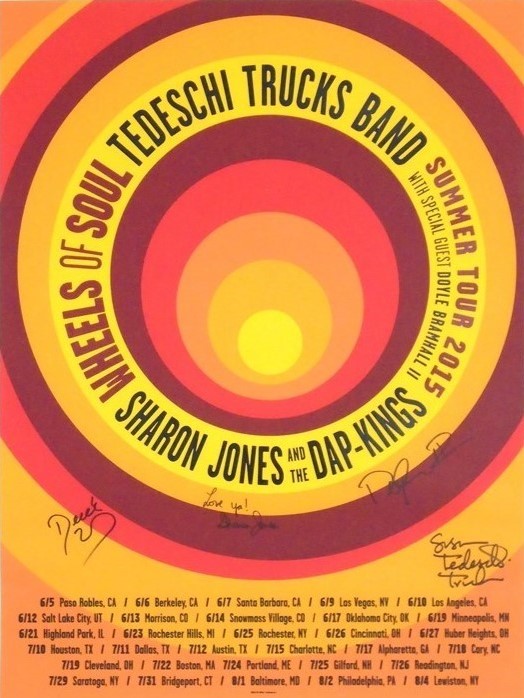 WHEELS OF SOUL TEDESCHI TRUCKS BAND
SUMMER TOUR 2015
WITH SPECIAL GUEST DOYLE BRAMHALL II
SHARON JONES AND THE DAP-KINGS
Derek
Love ya!
Sharon Jones
Susan
Tedeschi
Trucks
6/5 Paso Robles, CA / 6/6 Berkeley, CA / 6/7 Santa Barbara, CA / 6/9 Las Vegas, NV / 6/10 Los Angeles, CA
6/12 Salt Lake City, UT / 6/13 Morrison, CO / 6/14 Snowmass Village, CO / 6/17 Oklahoma City, OK / 6/19 Minneapolis, MN
6/21 Highland Park, IL / 6/23 Rochester Hills, MI / 6/25 Rochester, NY / 6/26 Cincinnati, OH / 6/27 Huber Heights, OH
7/10 Houston, TX / 7/11 Dallas, TX / 7/12 Austin, TX / 7/15 Charlotte, NC / 7/17 Alpharetta, GA / 7/18 Cary, NC
7/19 Cleveland, OH / 7/22 Boston, MA / 7/24 Portland, ME / 7/25 Gilford, NH / 7/26 Readington, NJ
7/29 Saratoga, NY / 7/31 Bridgeport, CT / 8/1 Baltimore, MD / 8/2 Philadelphia, PA / 8/4 Lewiston, NY